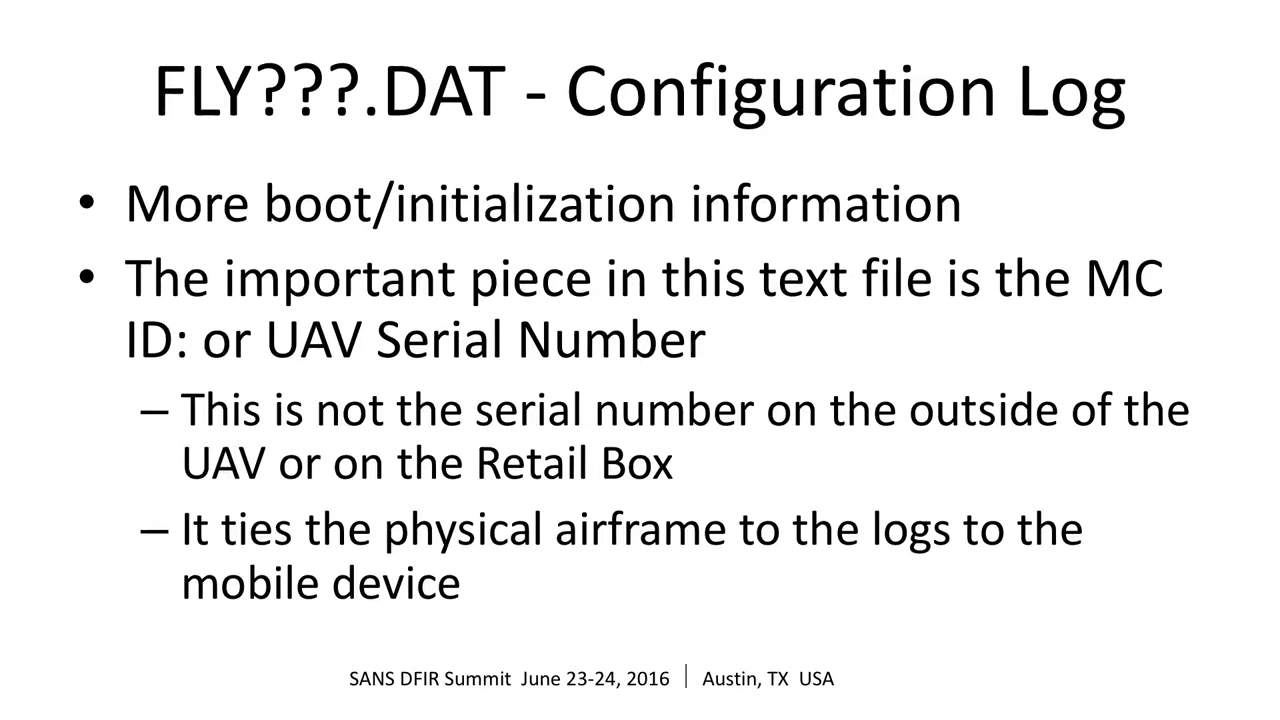 FLY???.DAT - Configuration Log
• More boot/initialization information
• The important piece in this text file is the MC
ID: or UAV Serial Number
– This is not the serial number on the outside of the
UAV or on the Retail Box
– It ties the physical airframe to the logs to the
mobile device
SANS DFIR Summit June 23-24, 2016 | Austin, TX USA